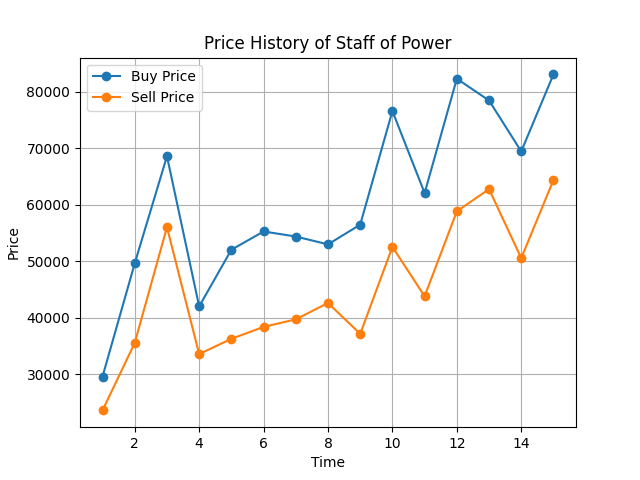 Price History of Staff of Power
Buy Price
Sell Price
Price
80000
70000
60000
50000
40000
30000
2 4 6 8 10 12 14
Time